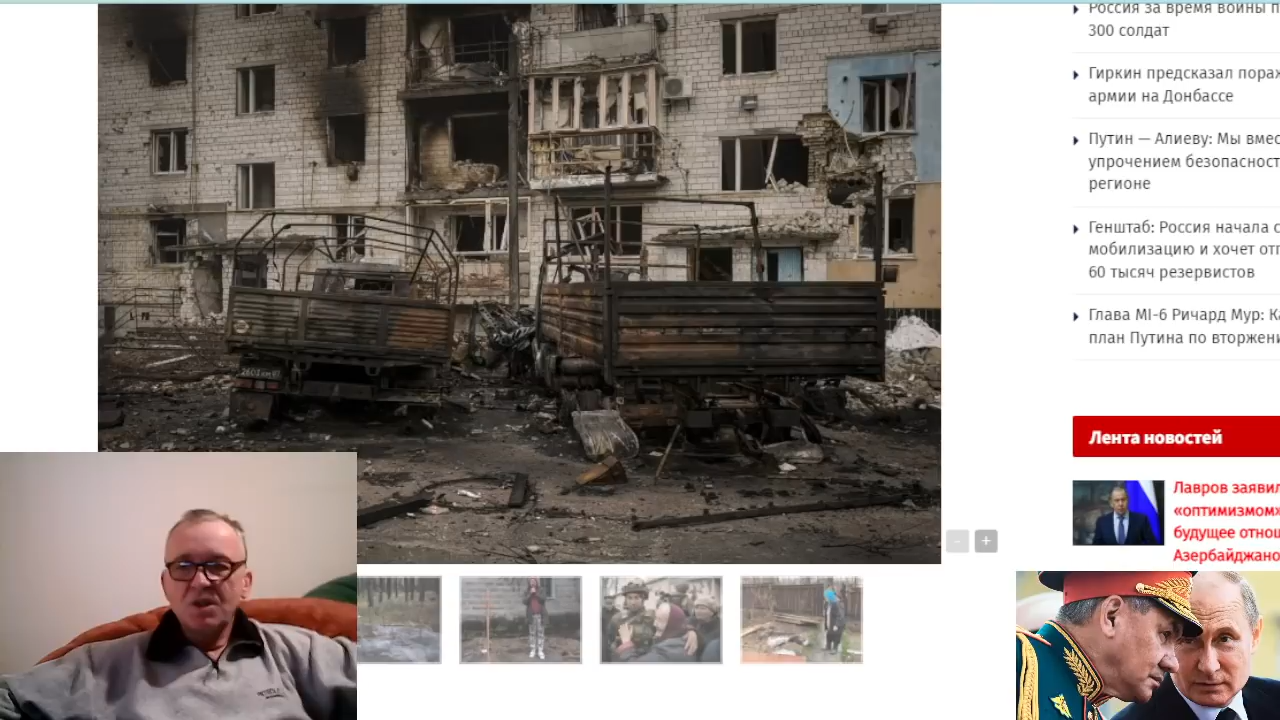 Россия за время войны п
300 солдат
Гиркин предсказал пораж
армии на Донбассе
Путин — Алиеву: Мы вмес
упрочением безопасност
регионе
Генштаб: Россия начала с
мобилизацию и хочет отп
60 тысяч резервистов
Глава MI-6 Ричард Мур: Ка
план Путина по вторжени
Лента новостей
Лавров заявил
«оптимизмом»
будущее отнош
Азербайджано
- +